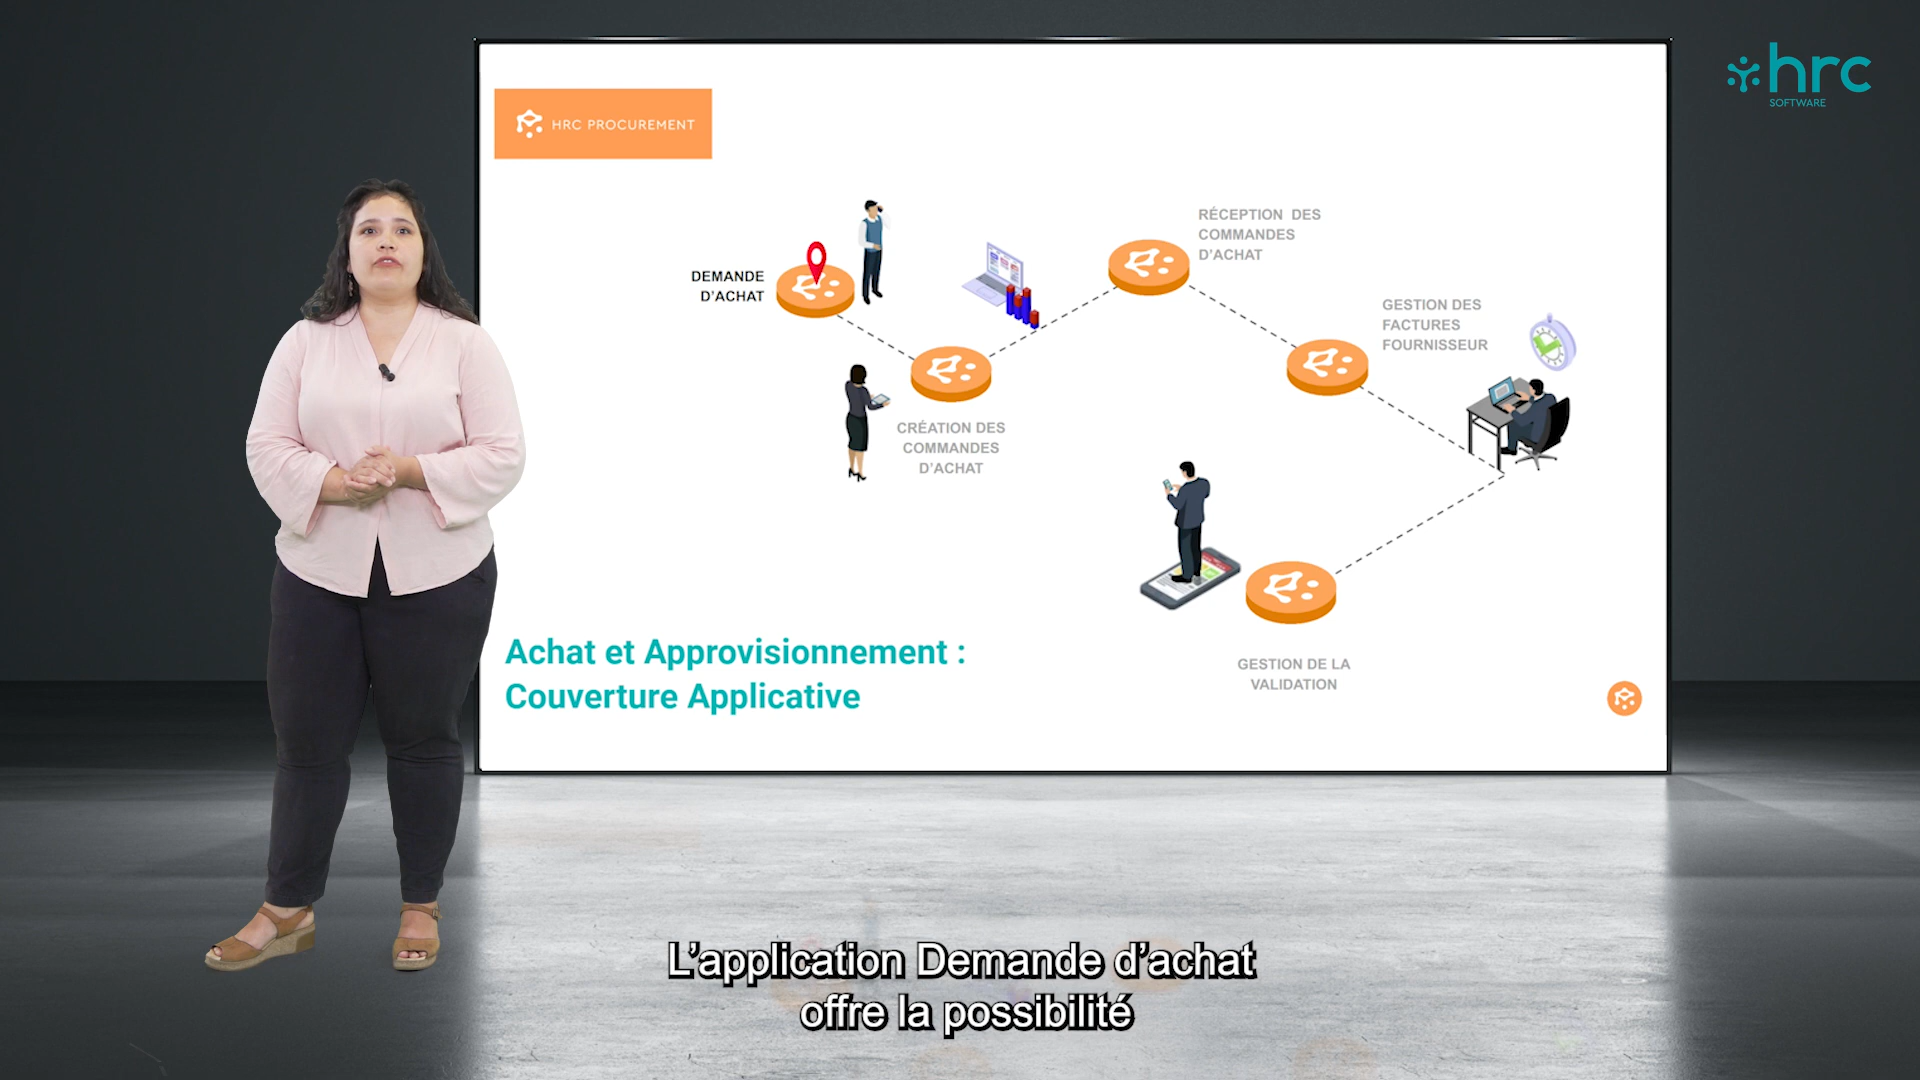 hrc
SOFTWARE
HRC PROCUREMENT
DEMANDE
D’ACHAT
CRÉATION DES
COMMANDES
D’ACHAT
RÉCEPTION DES
COMMANDES
D’ACHAT
GESTION DES
FACTURES
FOURNISSEUR
GESTION DE LA
VALIDATION
Achat et Approvisionnement :
Couverture Applicative
L’application Demande d’achat
offre la possibilité